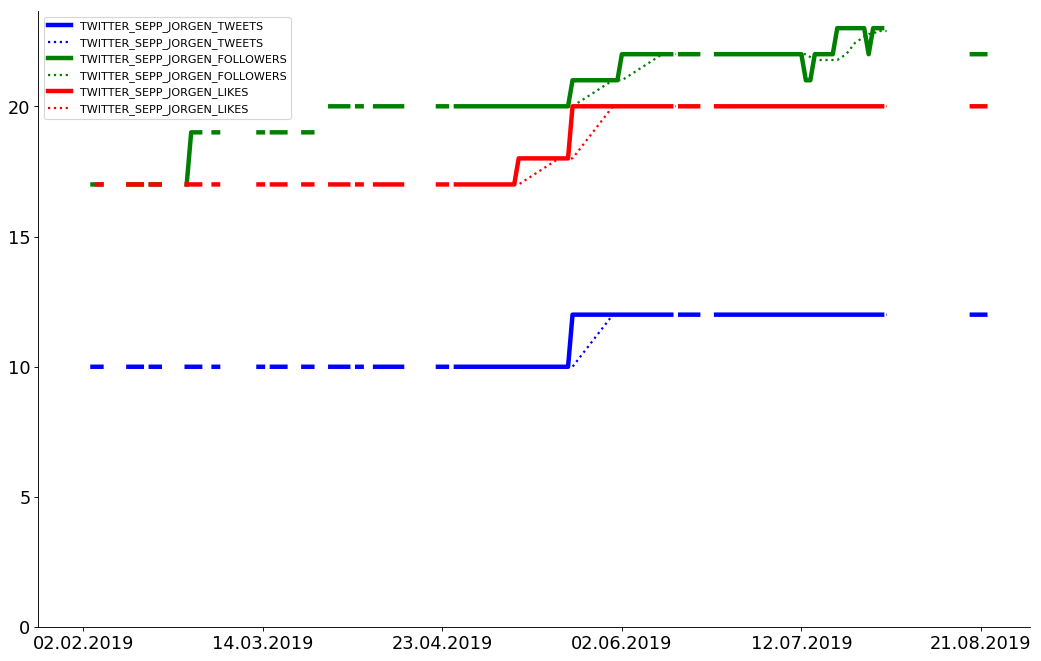 TWITTER_SEPP_JORGEN_TWEETS
TWITTER_SEPP_JORGEN_TWEETS
TWITTER_SEPP_JORGEN_FOLLOWERS
TWITTER_SEPP_JORGEN_FOLLOWERS
TWITTER_SEPP_JORGEN_LIKES
TWITTER_SEPP_JORGEN_LIKES
20
15
10
5
0
02.02.2019 14.03.2019 23.04.2019 02.06.2019 12.07.2019 21.08.2019